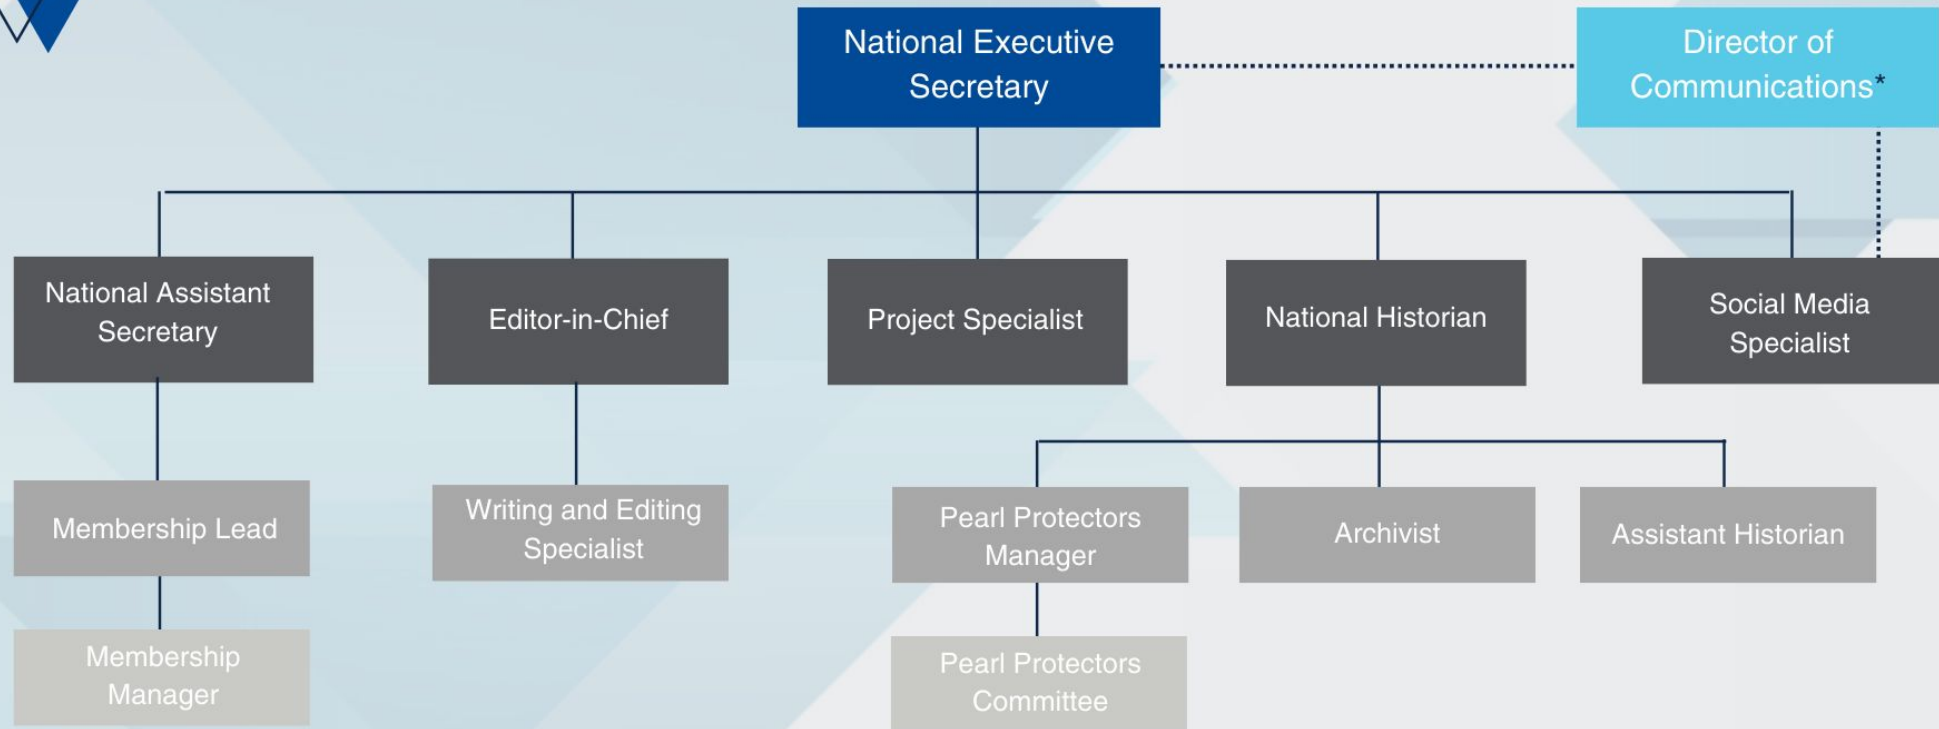 National Executive
Secretary
Director of
Communications*
National Assistant
Secretary
Editor-in-Chief
Project Specialist
National Historian
Social Media
Specialist
Membership Lead
Writing and Editing
Specialist
Pearl Protectors
Manager
Archivist
Assistant Historian
Membership
Manager
Pearl Protectors
Committee